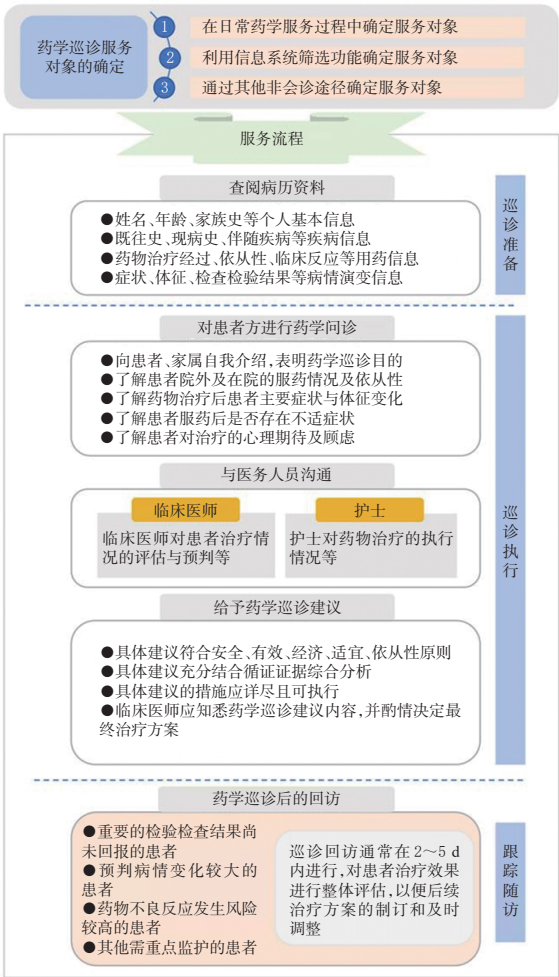 药学巡诊服务
对象的确定
1
在日常药学服务过程中确定服务对象
2
利用信息系统筛选功能确定服务对象
3
通过其他非会诊途径确定服务对象
服务流程
查阅病历资料
●姓名、年龄、家族史等个人基本信息
●既往史、现病史、伴随疾病等疾病信息
●药物治疗经过、依从性、临床反应等用药信息
●症状、体征、检查检验结果等病情演变信息
巡诊准备
对患者方进行药学问诊
●向患者、家属自我介绍,表明药学巡诊目的
●了解患者院外及在院的服药情况及依从性
●了解药物治疗后患者主要症状与体征变化
●了解患者服药后是否存在不适症状
●了解患者对治疗的心理期待及顾虑
与医务人员沟通
临床医师
临床医师对患者治疗情
况的评估与预判等
护士
护士对药物治疗的执行
情况等
给予药学巡诊建议
●具体建议符合安全、有效、经济、适宜、依从性原则
●具体建议充分结合循证证据综合分析
●具体建议的措施应详尽且可执行
●临床医师应知悉药学巡诊建议内容,并酌情决定最
终治疗方案
巡诊执行
药学巡诊后的回访
●重要的检验检查结果尚
未回报的患者
●预判病情变化较大的
患者
●药物不良反应发生风险
较高的患者
●其他需重点监护的患者
巡诊回访通常在2～5 d
内进行,对患者治疗效果
进行整体评估,以便后续
治疗方案的制订和及时
调整
跟踪随访